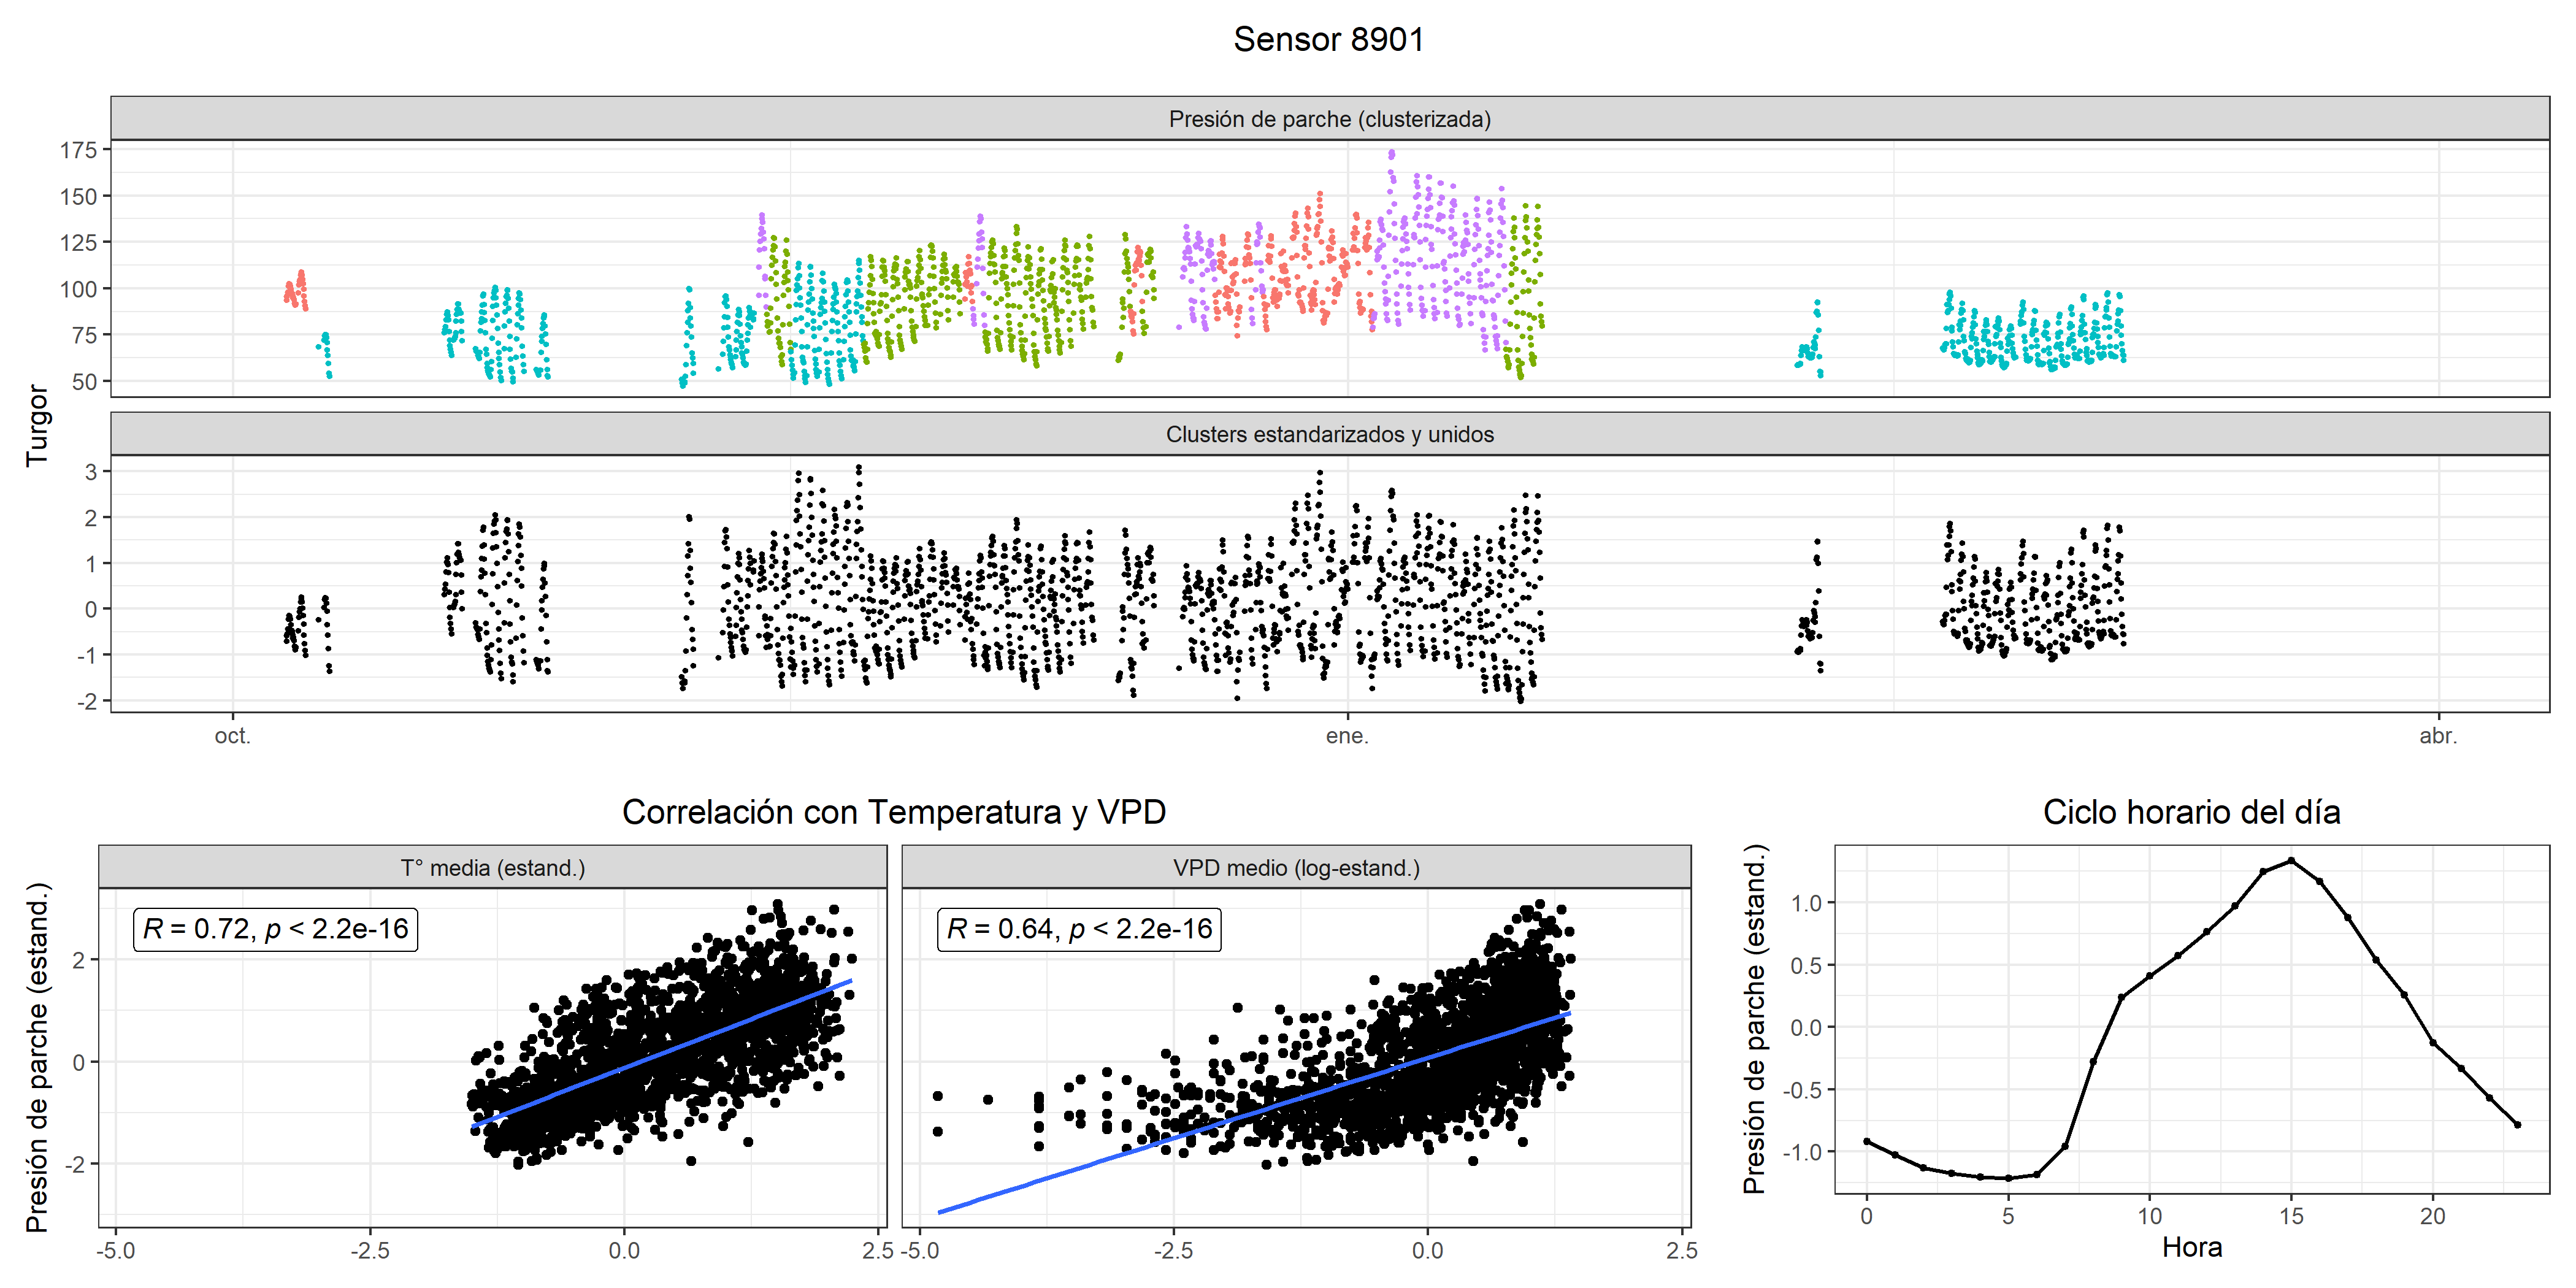 Sensor 8901
Presión de parche (clusterizada)
175
150
125
100
75
50
Turgor
Clusters estandarizados y unidos
3
2
1
0
-1
-2
oct.
ene.
abr.
Correlación con Temperatura y VPD
T° media (estand.)
VPD medio (log-estand.)
Presión de parche (estand.)
R = 0.72, p < 2.2e-16
R = 0.64, p < 2.2e-16
2
0
-2
-5.0
-2.5
0.0
2.5
-5.0
-2.5
0.0
2.5
Ciclo horario del día
Presión de parche (estand.)
1.0
0.5
0.0
-0.5
-1.0
0
5
10
15
20
Hora